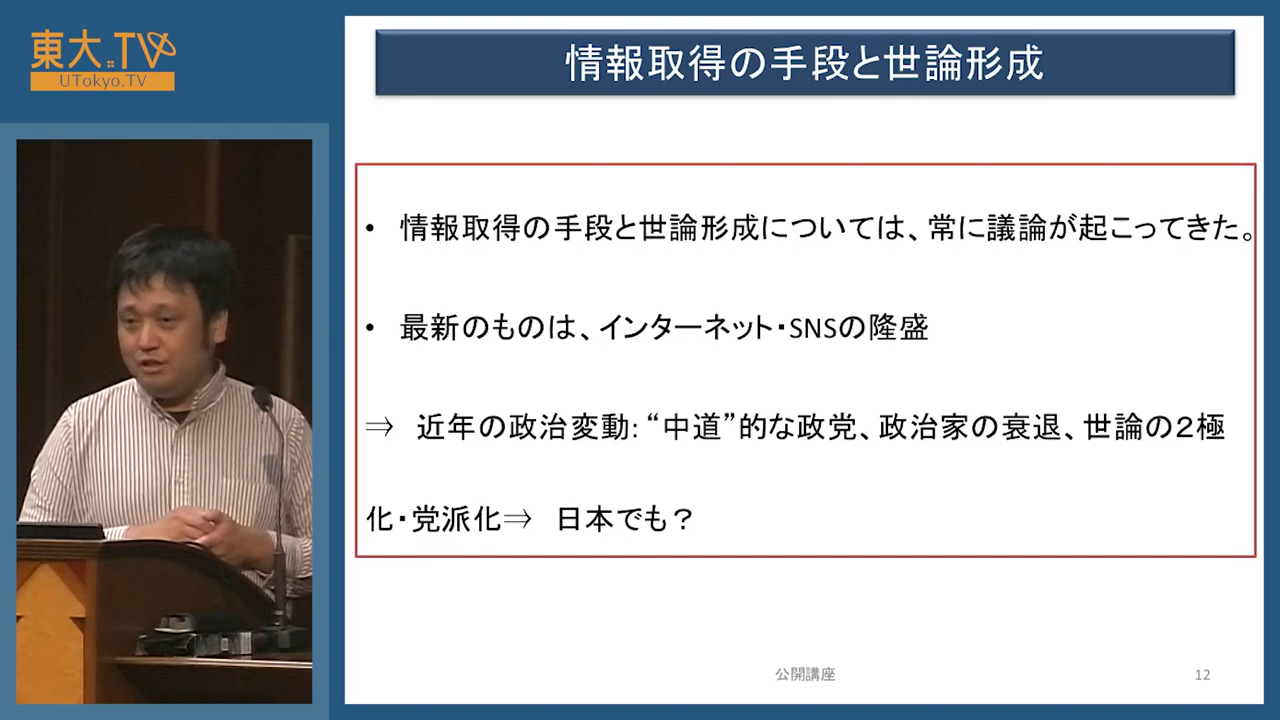 東大.TV
UTokyo.TV
情報取得の手段と世論形成
• 情報取得の手段と世論形成については、常に議論が起こってきた。
• 最新のものは、インターネット・SNSの隆盛
⇒ 近年の政治変動: “中道”的な政党、政治家の衰退、世論の２極
化・党派化⇒ 日本でも？
公開講座
12